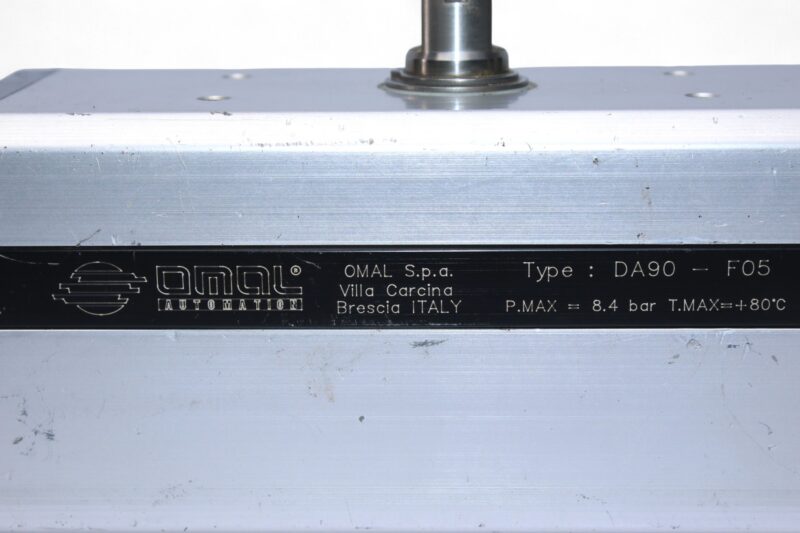 OMAL®
AUTOMATION
OMAL S.p.a.
Villa Carcina
Brescia ITALY
Type : DA90 - F05
P.MAX = 8.4 bar T.MAX=+80°C